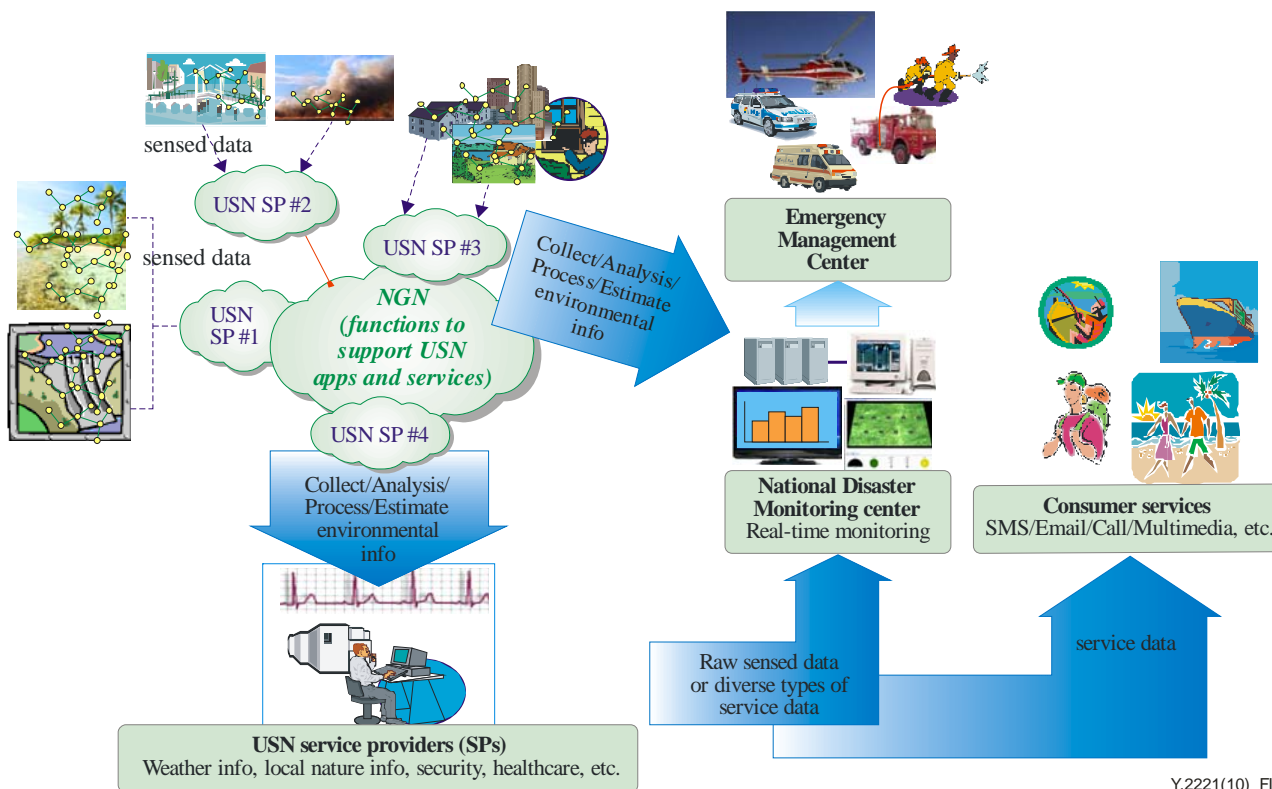 sensed data
USN SP #2
USN SP #3
sensed data
USN
SP #1
NGN
(functions to
support USN
apps and services)
USN SP #4
Collect/Analysis/
Process/Estimate
environmental
info
Collect/Analysis/
Process/Estimate
environmental
info
Emergency
Management
Center
National Disaster
Monitoring center
Real-time monitoring
Consumer services
SMS/Email/Call/Multimedia, etc.
Raw sensed data
or diverse types of
service data
service data
USN service providers (SPs)
Weather info, local nature info, security, healthcare, etc.
Y.2221(10)